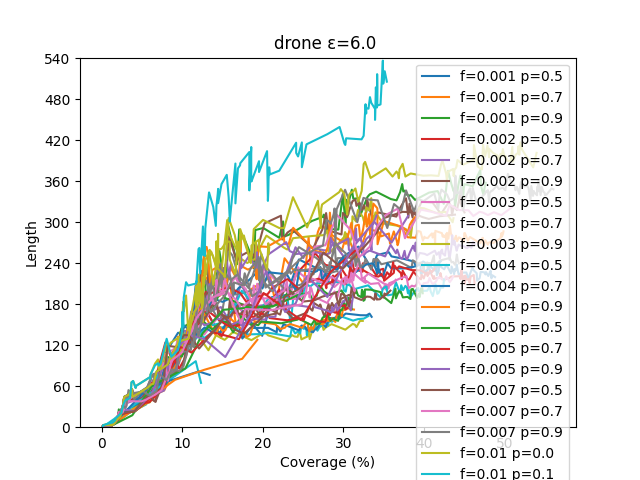 drone ε=6.0
Length
540
480
420
360
300
240
180
120
60
0
0 10 20 30 40 50
Coverage (%)
f=0.001 p=0.5
f=0.001 p=0.7
f=0.001 p=0.9
f=0.002 p=0.5
f=0.002 p=0.7
f=0.002 p=0.9
f=0.003 p=0.5
f=0.003 p=0.7
f=0.003 p=0.9
f=0.004 p=0.5
f=0.004 p=0.7
f=0.004 p=0.9
f=0.005 p=0.5
f=0.005 p=0.7
f=0.005 p=0.9
f=0.007 p=0.5
f=0.007 p=0.7
f=0.007 p=0.9
f=0.01 p=0.0
f=0.01 p=0.1